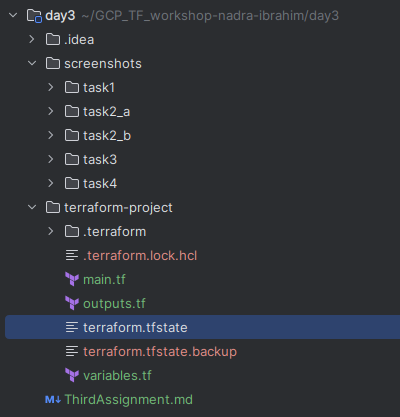 day3 ~/GCP_TF_workshop-nadra-ibrahim/day3
.idea
screenshots
task1
task2_a
task2_b
task3
task4
terraform-project
.terraform
.terraform.lock.hcl
main.tf
outputs.tf
terraform.tfstate
terraform.tfstate.backup
variables.tf
M↓ ThirdAssignment.md